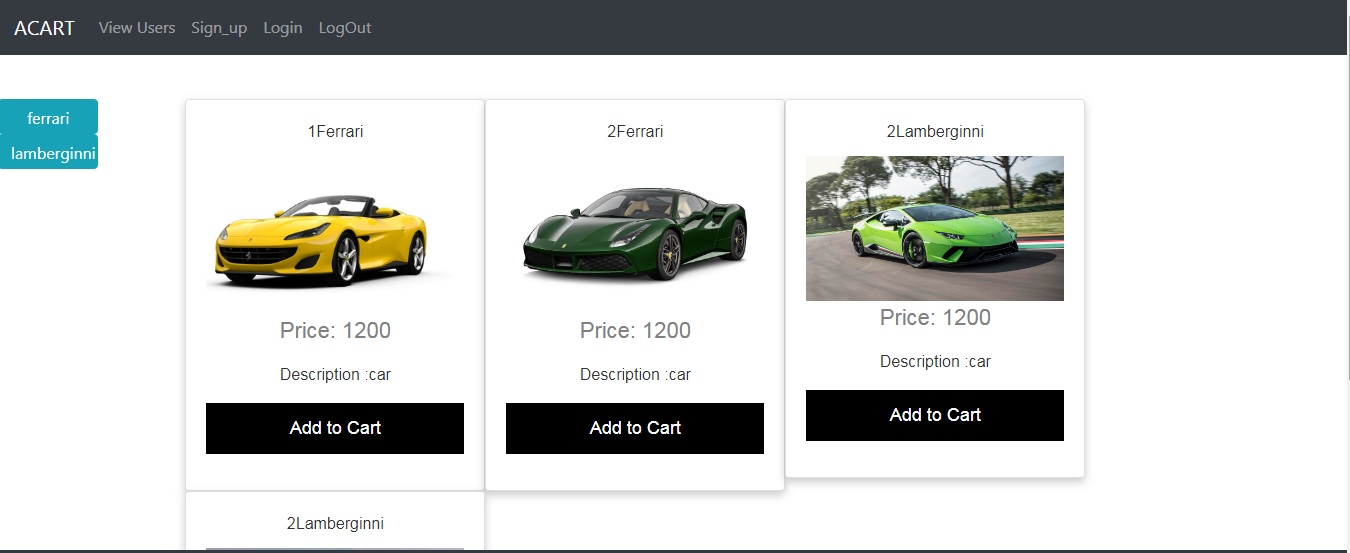 ACART View Users Sign_up Login LogOut
ferrari
lamberginni
1Ferrari
Price: 1200
Description :car
Add to Cart
2Ferrari
Price: 1200
Description :car
Add to Cart
2Lamberginni
Price: 1200
Description :car
Add to Cart
2Lamberginni